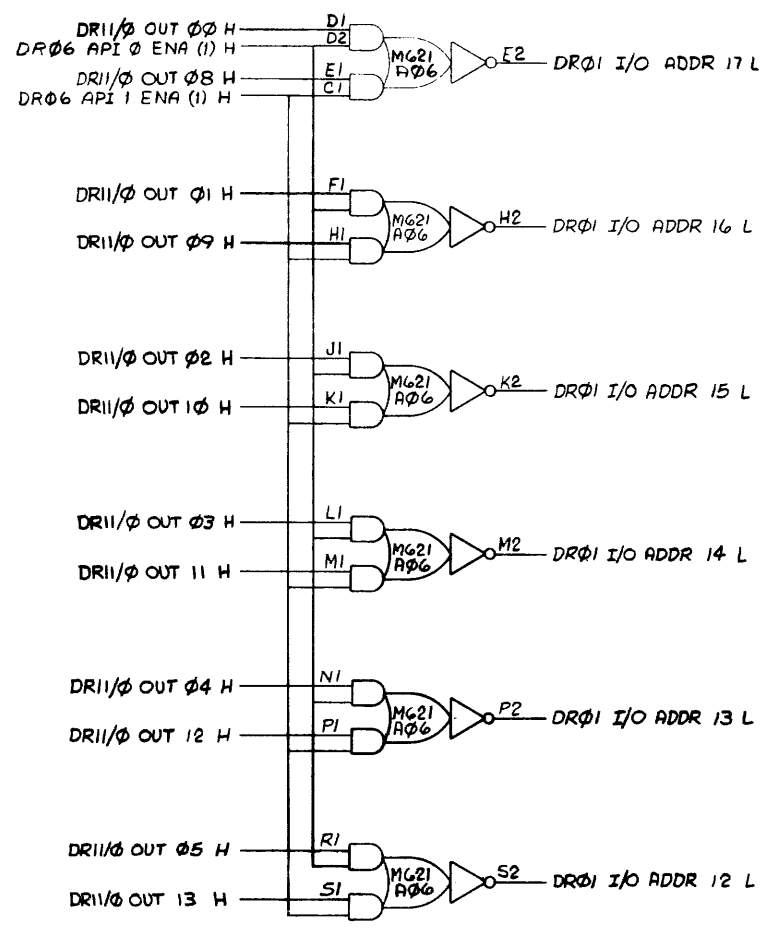 DR11/Ø OUT ØØ H D1
DRØ6 API Ø ENA (1) H D2
M621
AØ6
E2 DRØ1 I/O ADDR 17 L
DR11/Ø OUT Ø8 H E1
DRØ6 API 1 ENA (1) H C1
DR11/Ø OUT Ø1 H F1
M621
AØ6
H2 DRØ1 I/O ADDR 16 L
DR11/Ø OUT Ø9 H H1
DR11/Ø OUT Ø2 H J1
M621
AØ6
K2 DRØ1 I/O ADDR 15 L
DR11/Ø OUT 1Ø H K1
DR11/Ø OUT Ø3 H L1
M621
AØ6
M2 DRØ1 I/O ADDR 14 L
DR11/Ø OUT 11 H M1
DR11/Ø OUT Ø4 H N1
M621
AØ6
P2 DRØ1 I/O ADDR 13 L
DR11/Ø OUT 12 H P1
DR11/Ø OUT Ø5 H R1
M621
AØ6
S2 DRØ1 I/O ADDR 12 L
DR11/Ø OUT 13 H S1